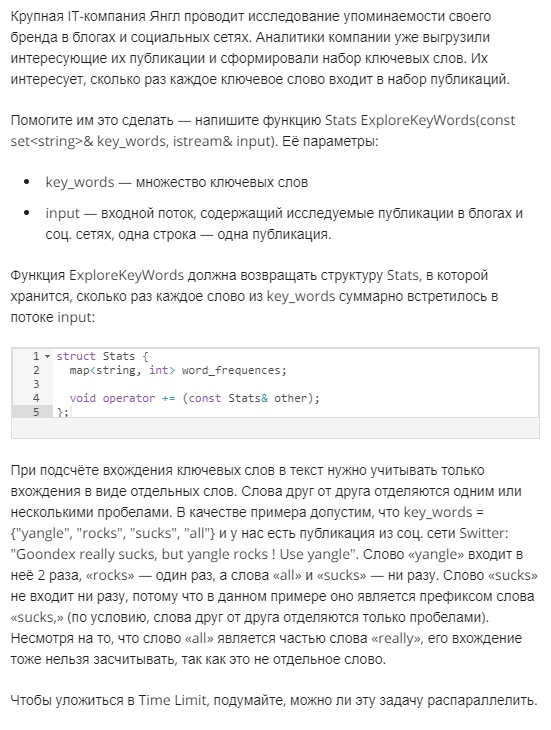 Крупная IT-компания Янгл проводит исследование упоминаемости своего
бренда в блогах и социальных сетях. Аналитики компании уже выгрузили
интересующие их публикации и сформировали набор ключевых слов. Их
интересует, сколько раз каждое ключевое слово входит в набор публикаций.
Помогите им это сделать — напишите функцию Stats ExploreKeyWords(const
set<string>& key_words, istream& input). Её параметры:
• key_words — множество ключевых слов
• input — входной поток, содержащий исследуемые публикации в блогах и
соц. сетях, одна строка — одна публикация.
Функция ExploreKeyWords должна возвращать структуру Stats, в которой
хранится, сколько раз каждое слово из key_words суммарно встретилось в
потоке input:
1 struct Stats {
2 map<string, int> word_frequences;
3
4 void operator += (const Stats& other);
5 };
При подсчёте вхождения ключевых слов в текст нужно учитывать только
вхождения в виде отдельных слов. Слова друг от друга отделяются одним или
несколькими пробелами. В качестве примера допустим, что key_words =
{"yangle", "rocks", "sucks", "all"} и у нас есть публикация из соц. сети Switter:
"Goondex really sucks, but yangle rocks ! Use yangle". Слово «yangle» входит в
неё 2 раза, «rocks» — один раз, а слова «all» и «sucks» — ни разу. Слово «sucks»
не входит ни разу, потому что в данном примере оно является префиксом слова
«sucks,» (по условию, слова друг от друга отделяются только пробелами).
Несмотря на то, что слово «all» является частью слова «really», его вхождение
тоже нельзя засчитывать, так как это не отдельное слово.
Чтобы уложиться в Time Limit, подумайте, можно ли эту задачу распараллелить.